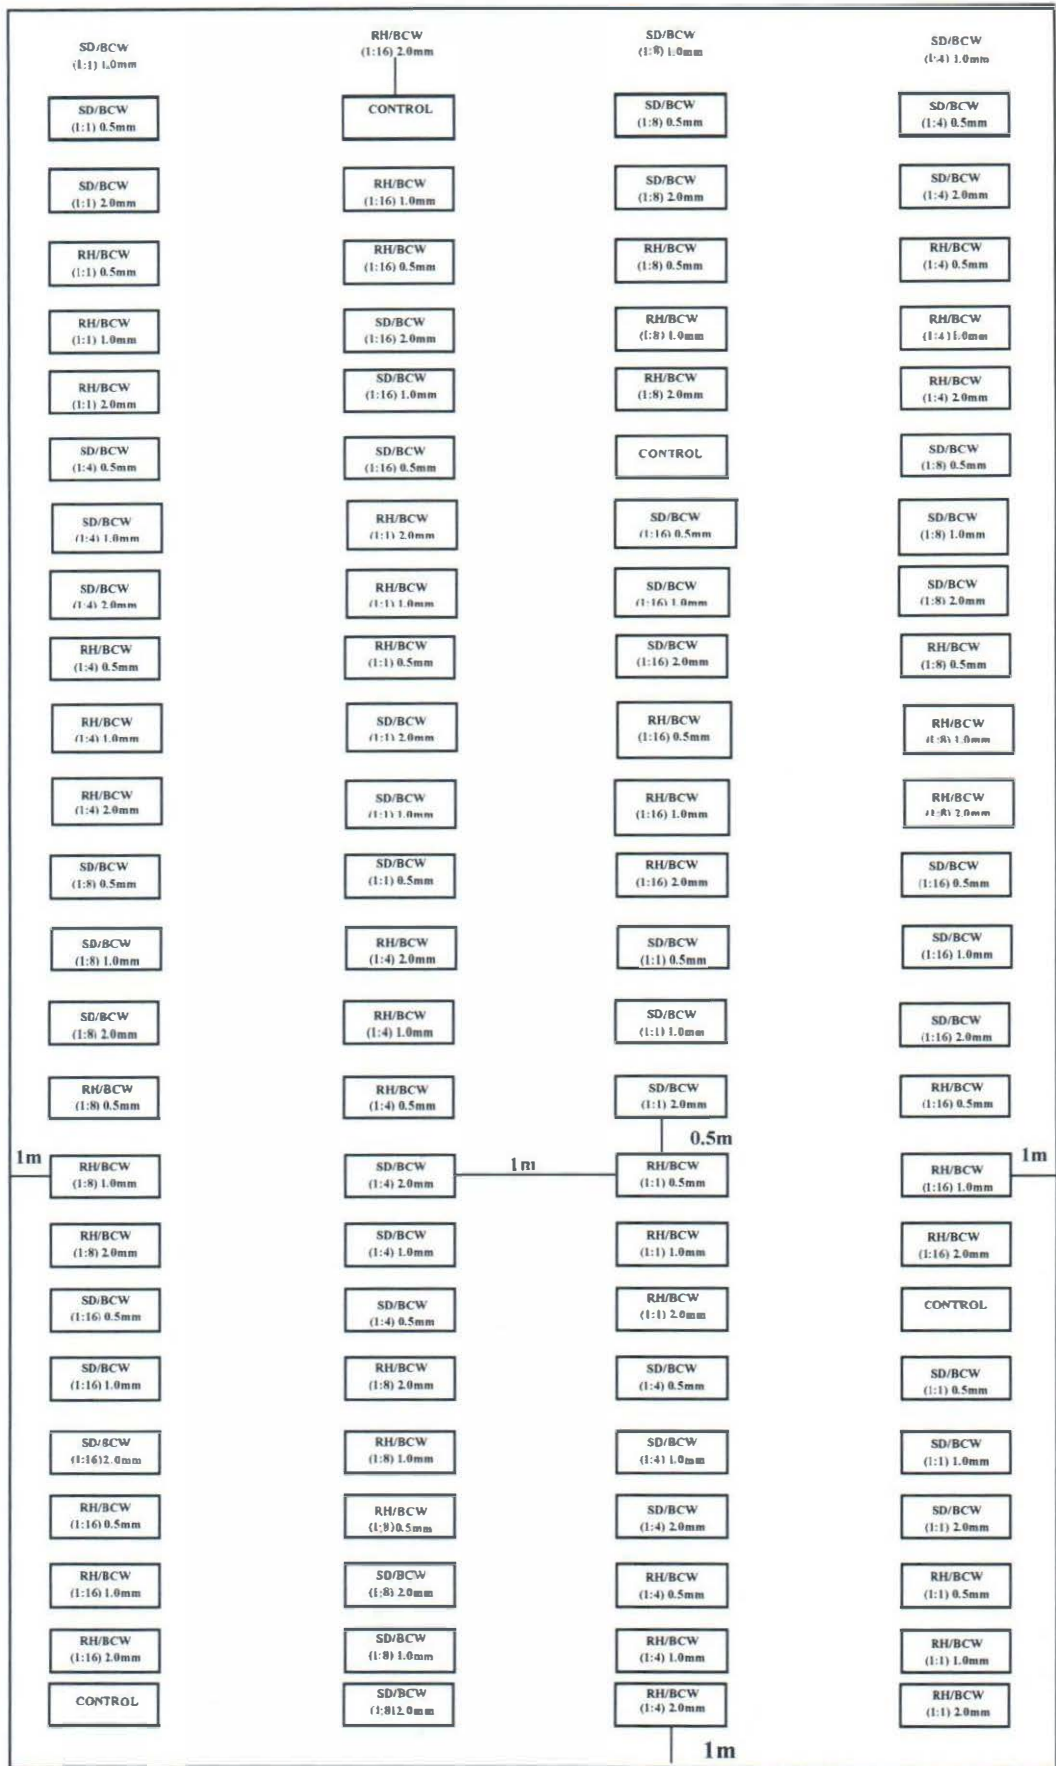 SD/BCW
(1:1) 1.0mm
RH/BCW
(1:16) 2.0mm
SD/BCW
(1:8) 1.0mm
SD/BCW
(1:4) 1.0mm
SD/BCW
(1:1) 0.5mm
CONTROL
SD/BCW
(1:8) 0.5mm
SD/BCW
(1:4) 0.5mm
SD/BCW
(1:1) 2.0mm
RH/BCW
(1:16) 1.0mm
SD/BCW
(1:8) 2.0mm
SD/BCW
(1:4) 2.0mm
RH/BCW
(1:1) 0.5mm
RH/BCW
(1:16) 0.5mm
RH/BCW
(1:8) 0.5mm
RH/BCW
(1:4) 0.5mm
RH/BCW
(1:1) 1.0mm
SD/BCW
(1:16) 2.0mm
RH/BCW
(1:8) 1.0mm
RH/BCW
(1:4) 1.0mm
RH/BCW
(1:1) 2.0mm
SD/BCW
(1:16) 1.0mm
RH/BCW
(1:8) 2.0mm
RH/BCW
(1:4) 2.0mm
SD/BCW
(1:4) 0.5mm
SD/BCW
(1:16) 0.5mm
CONTROL
SD/BCW
(1:8) 0.5mm
SD/BCW
(1:4) 1.0mm
RH/BCW
(1:1) 2.0mm
SD/BCW
(1:16) 0.5mm
SD/BCW
(1:8) 1.0mm
SD/BCW
(1:4) 2.0mm
RH/BCW
(1:1) 1.0mm
SD/BCW
(1:16) 1.0mm
SD/BCW
(1:8) 2.0mm
RH/BCW
(1:4) 0.5mm
RH/BCW
(1:1) 0.5mm
SD/BCW
(1:16) 2.0mm
RH/BCW
(1:8) 0.5mm
RH/BCW
(1:4) 1.0mm
SD/BCW
(1:1) 2.0mm
RH/BCW
(1:16) 0.5mm
RH/BCW
(1:8) 1.0mm
RH/BCW
(1:4) 2.0mm
SD/BCW
(1:1) 1.0mm
RH/BCW
(1:16) 1.0mm
RH/BCW
(1:8) 2.0mm
SD/BCW
(1:8) 0.5mm
SD/BCW
(1:1) 0.5mm
RH/BCW
(1:16) 2.0mm
SD/BCW
(1:16) 0.5mm
SD/BCW
(1:8) 1.0mm
RH/BCW
(1:4) 2.0mm
SD/BCW
(1:1) 0.5mm
SD/BCW
(1:16) 1.0mm
SD/BCW
(1:8) 2.0mm
RH/BCW
(1:4) 1.0mm
SD/BCW
(1:1) 1.0mm
SD/BCW
(1:16) 2.0mm
RH/BCW
(1:8) 0.5mm
RH/BCW
(1:4) 0.5mm
SD/BCW
(1:1) 2.0mm
RH/BCW
(1:16) 0.5mm
0.5m
1m
RH/BCW
(1:8) 1.0mm
SD/BCW
(1:4) 2.0mm
1m
RH/BCW
(1:1) 0.5mm
RH/BCW
(1:16) 1.0mm
1m
RH/BCW
(1:8) 2.0mm
SD/BCW
(1:4) 1.0mm
RH/BCW
(1:1) 1.0mm
RH/BCW
(1:16) 2.0mm
SD/BCW
(1:16) 0.5mm
SD/BCW
(1:4) 0.5mm
RH/BCW
(1:1) 2.0mm
CONTROL
SD/BCW
(1:16) 1.0mm
RH/BCW
(1:8) 2.0mm
SD/BCW
(1:4) 0.5mm
SD/BCW
(1:1) 0.5mm
SD/BCW
(1:16) 2.0mm
RH/BCW
(1:8) 1.0mm
SD/BCW
(1:4) 1.0mm
SD/BCW
(1:1) 1.0mm
RH/BCW
(1:16) 0.5mm
RH/BCW
(1:8) 0.5mm
SD/BCW
(1:4) 2.0mm
SD/BCW
(1:1) 2.0mm
RH/BCW
(1:16) 1.0mm
SD/BCW
(1:8) 2.0mm
RH/BCW
(1:4) 0.5mm
RH/BCW
(1:1) 0.5mm
RH/BCW
(1:16) 2.0mm
SD/BCW
(1:8) 1.0mm
RH/BCW
(1:4) 1.0mm
RH/BCW
(1:1) 1.0mm
CONTROL
SD/BCW
(1:8) 2.0mm
RH/BCW
(1:4) 2.0mm
RH/BCW
(1:1) 2.0mm
1m